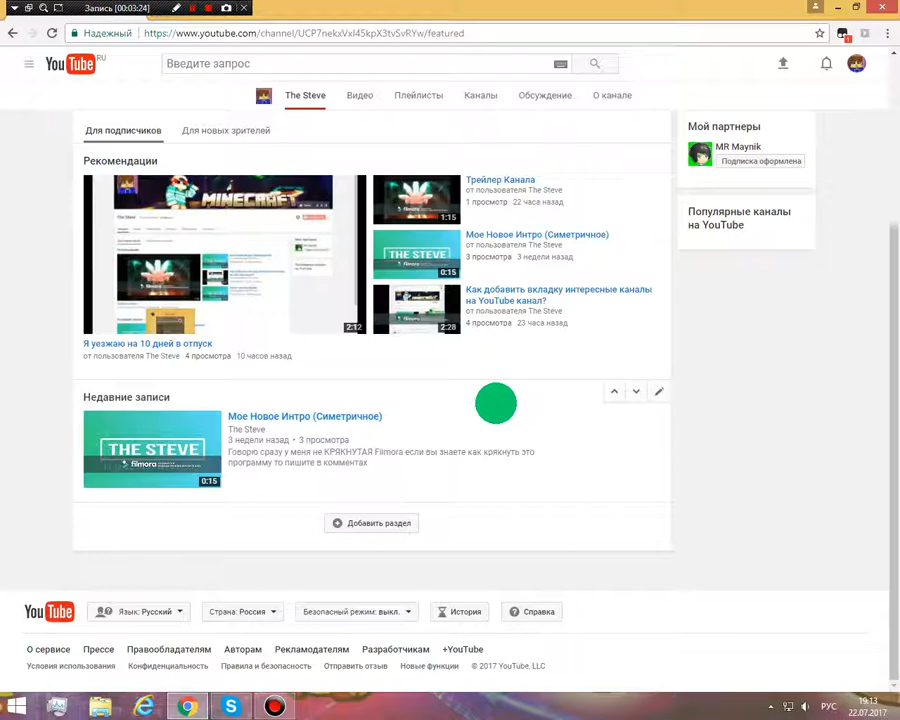 Запись [00:03:24]
Надежный https://www.youtube.com/channel/UCP7nekxVxl45kpX3tvSvRYw/featured
YouTube RU
Введите запрос
The Steve Видео Плейлисты Каналы Обсуждение О канале
Для подписчиков Для новых зрителей
Рекомендации
MINECRAFT
2:12
Я уезжаю на 10 дней в отпуск
от пользователя The Steve 4 просмотра 10 часов назад
1:15
Трейлер Канала
от пользователя The Steve
1 просмотр 22 часа назад
0:15
Мое Новое Интро (Симетричное)
от пользователя The Steve
3 просмотра 3 недели назад
2:28
Как добавить вкладку интересные каналы
на YouTube канал?
от пользователя The Steve
4 просмотра 23 часа назад
Мой партнеры
MR Maynik
Подписка оформлена
Популярные каналы
на YouTube
Недавние записи
THE STEVE
filmora
0:15
Мое Новое Интро (Симетричное)
The Steve
3 недели назад • 3 просмотра
Говорю сразу у меня не КРЯКНУТАЯ Filmora если вы знаете как крякнуть это
программу то пишите в комментах
Добавить раздел
YouTube Язык: Русский Страна: Россия Безопасный режим: выкл. История Справка
О сервисе Прессе Правообладателям Авторам Рекламодателям Разработчикам +YouTube
Условия использования Конфиденциальность Правила и безопасность Отправить отзыв Новые функции © 2017 YouTube, LLC
РУС
19:13
22.07.2017